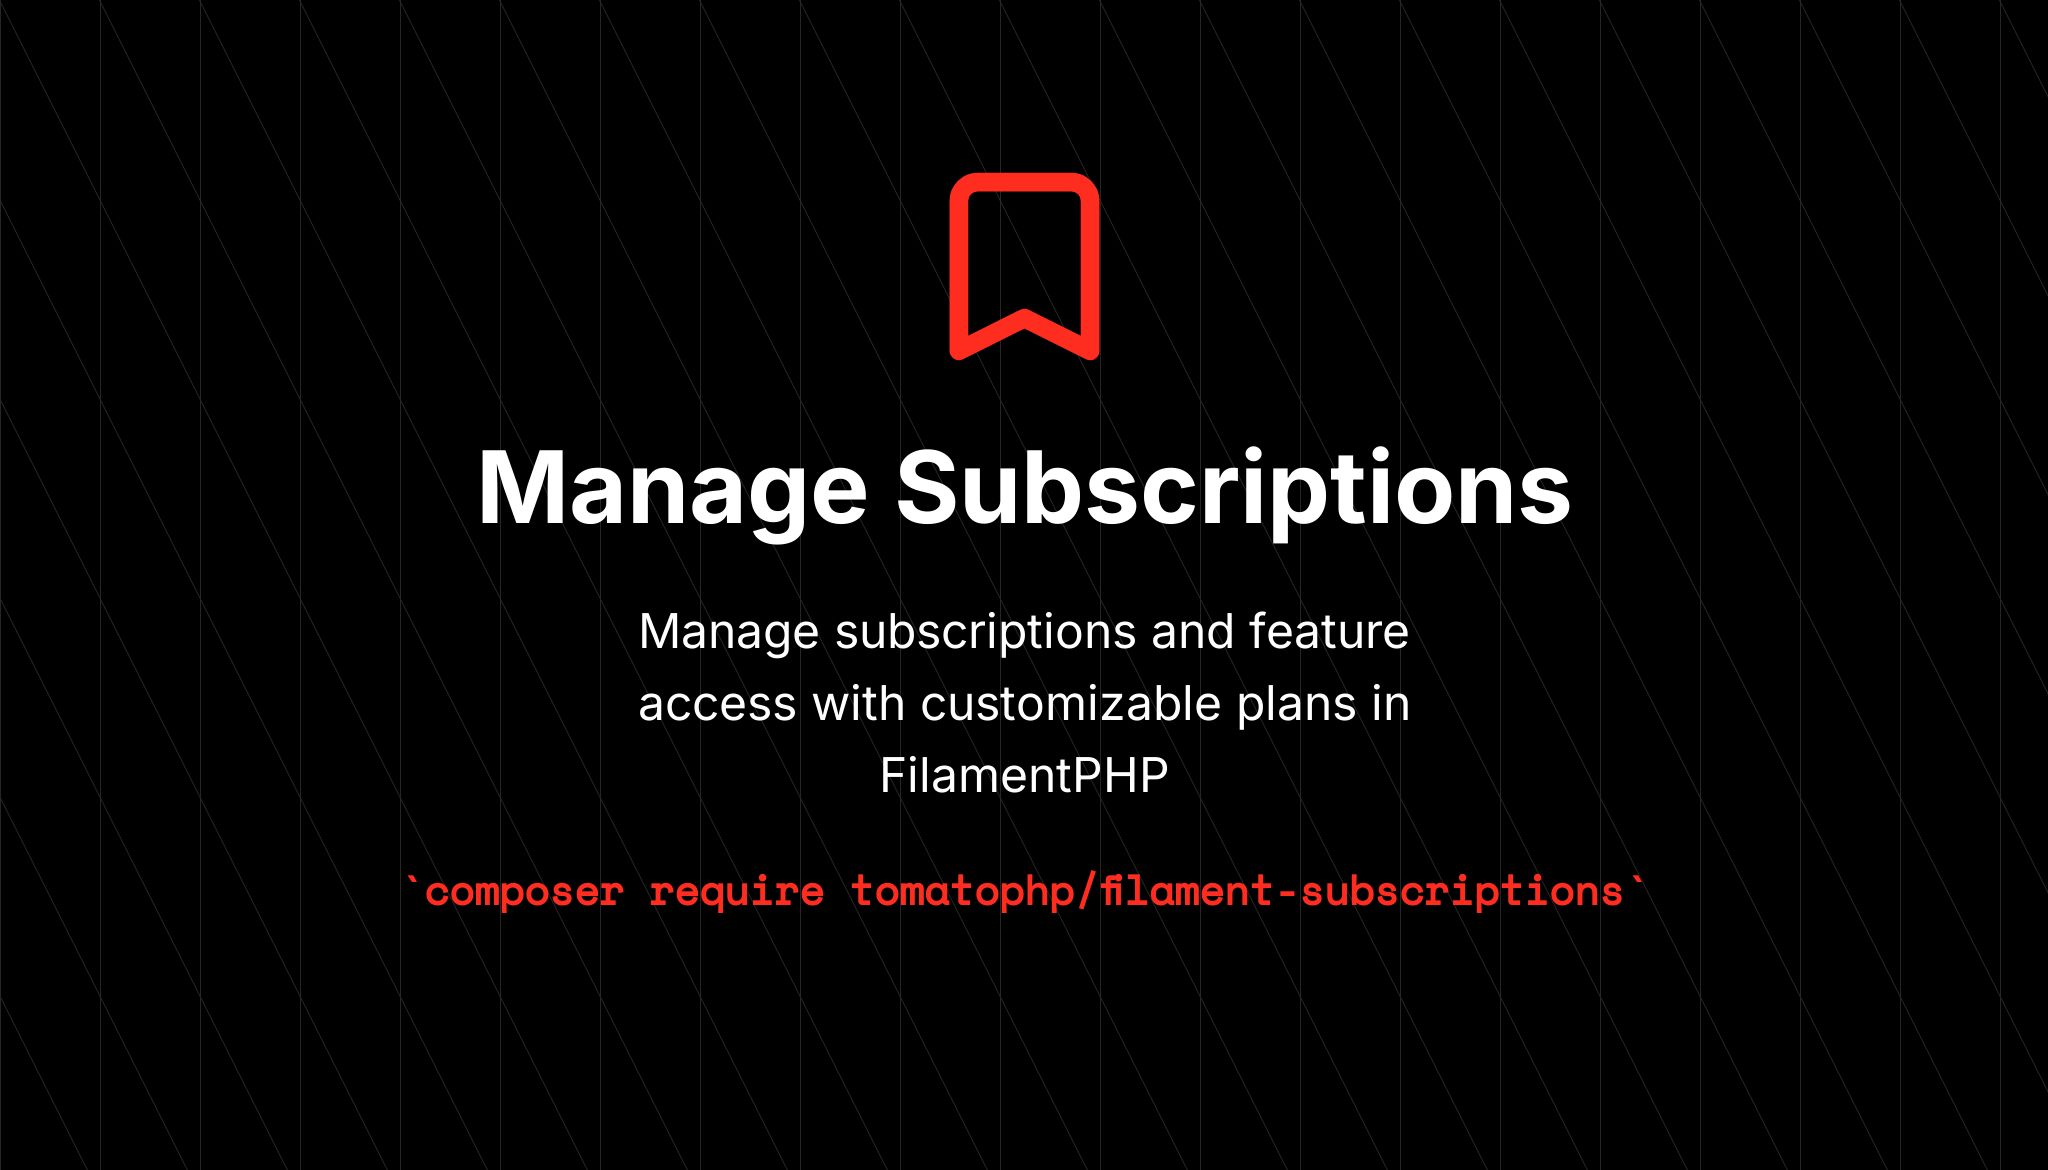 Manage Subscriptions
Manage subscriptions and feature
access with customizable plans in
FilamentPHP
`composer require tomatophp/filament-subscriptions`